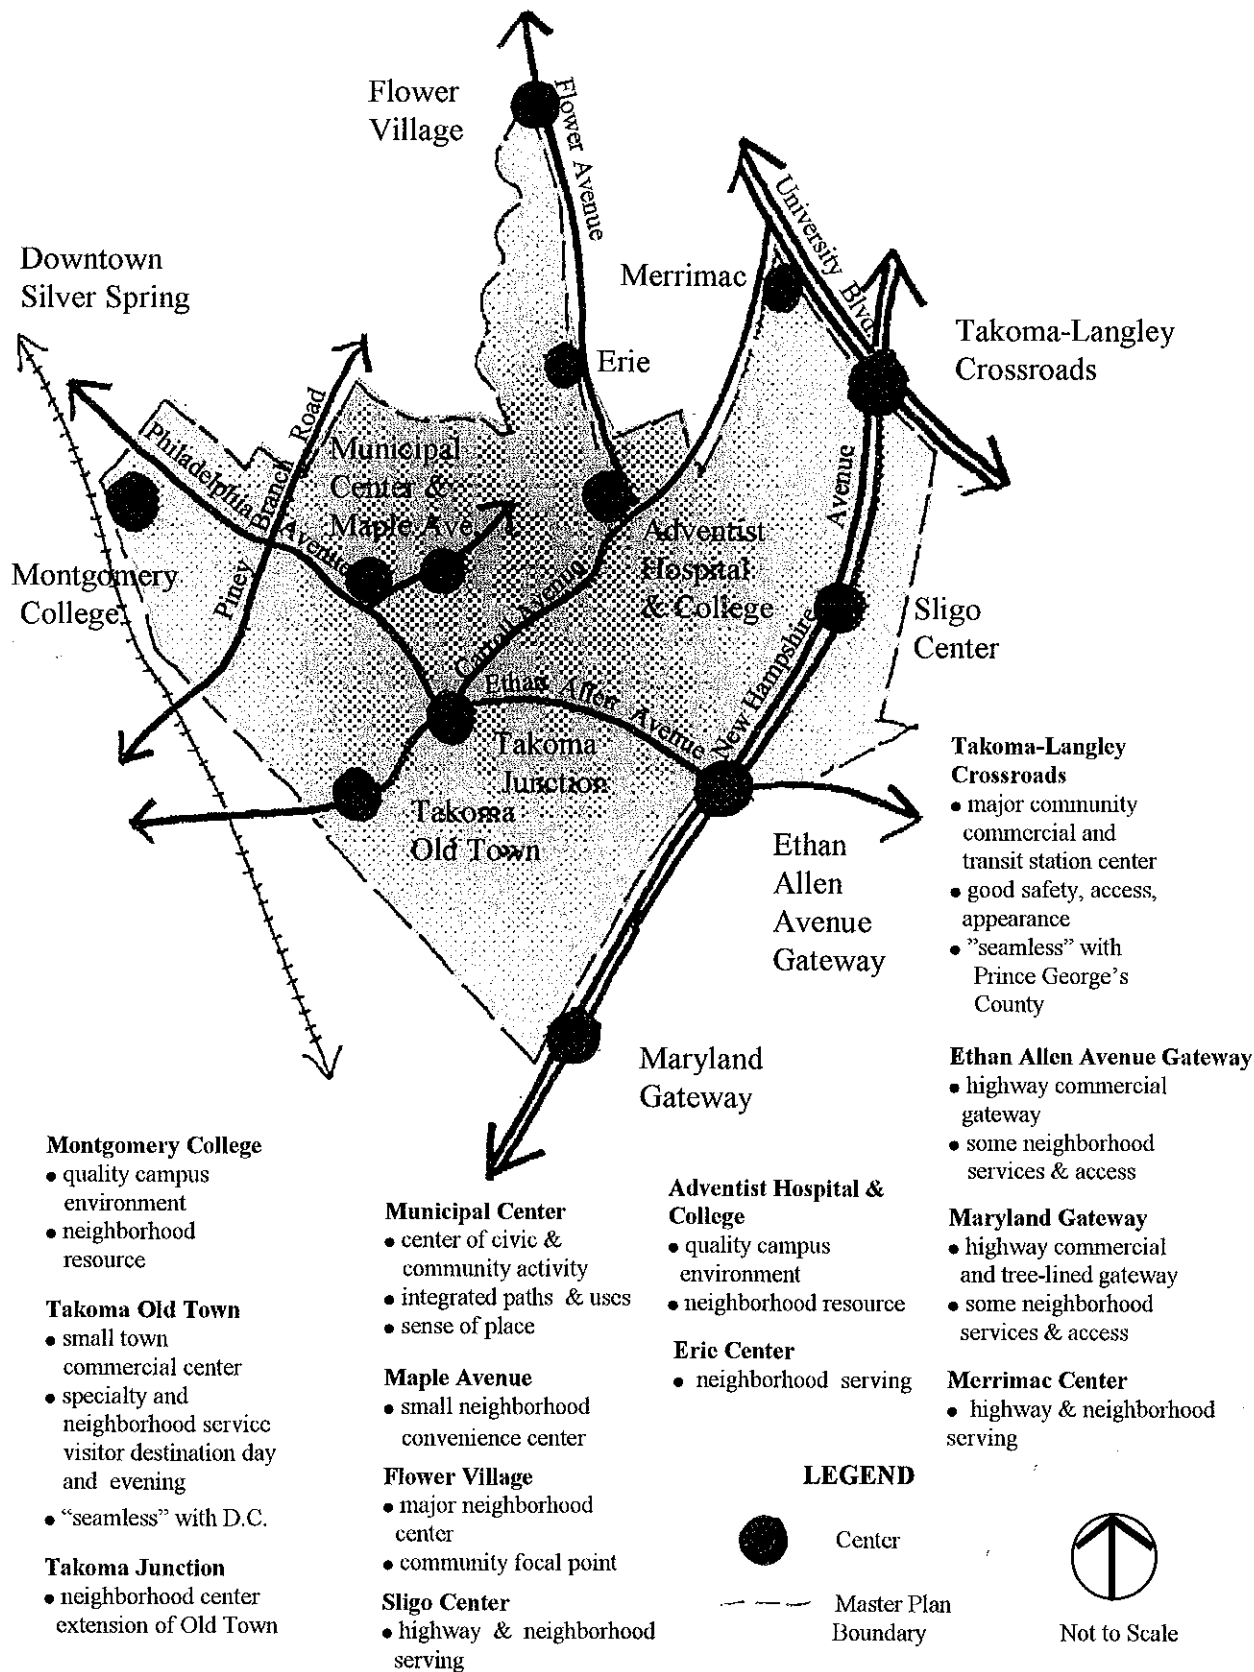 Flower
Village
Flower Avenue
University Blvd
Downtown
Silver Spring
Merrimac
Takoma-Langley
Crossroads
Erie
Philadelphia Avenue
Piney Branch Road
Municipal
Center &
Maple Ave
Avenue
Adventist
Hospital
& College
Montgomery
College
Carroll Avenue
Sligo
Center
Ethan Allen Avenue
New Hampshire
Takoma
Junction
Takoma
Old Town
Ethan
Allen
Avenue
Gateway
Maryland
Gateway
Takoma-Langley
Crossroads
• major community
commercial and
transit station center
• good safety, access,
appearance
• ”seamless” with
Prince George’s
County
Ethan Allen Avenue Gateway
• highway commercial
gateway
• some neighborhood
services & access
Maryland Gateway
• highway commercial
and tree-lined gateway
• some neighborhood
services & access
Merrimac Center
• highway & neighborhood
serving
Montgomery College
• quality campus
environment
• neighborhood
resource
Takoma Old Town
• small town
commercial center
• specialty and
neighborhood service
visitor destination day
and evening
• “seamless” with D.C.
Takoma Junction
• neighborhood center
extension of Old Town
Municipal Center
• center of civic &
community activity
• integrated paths & uses
• sense of place
Maple Avenue
• small neighborhood
convenience center
Flower Village
• major neighborhood
center
• community focal point
Sligo Center
• highway & neighborhood
serving
Adventist Hospital &
College
• quality campus
environment
• neighborhood resource
Erie Center
• neighborhood serving
LEGEND
Center
Master Plan
Boundary
Not to Scale